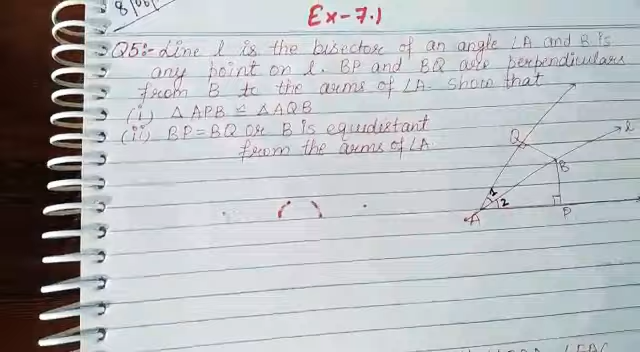 8/06/
Ex-7.1
Q5:- Line l is the bisector of an angle ∠A and B is
any point on l. BP and BQ are perpendiculars
from B to the arms of ∠A. Show that
(i) △ APB ≅ △AQB
(ii) BP = BQ or B is equidistant
from the arms of ∠A
Q
l
B
1
2
A
P